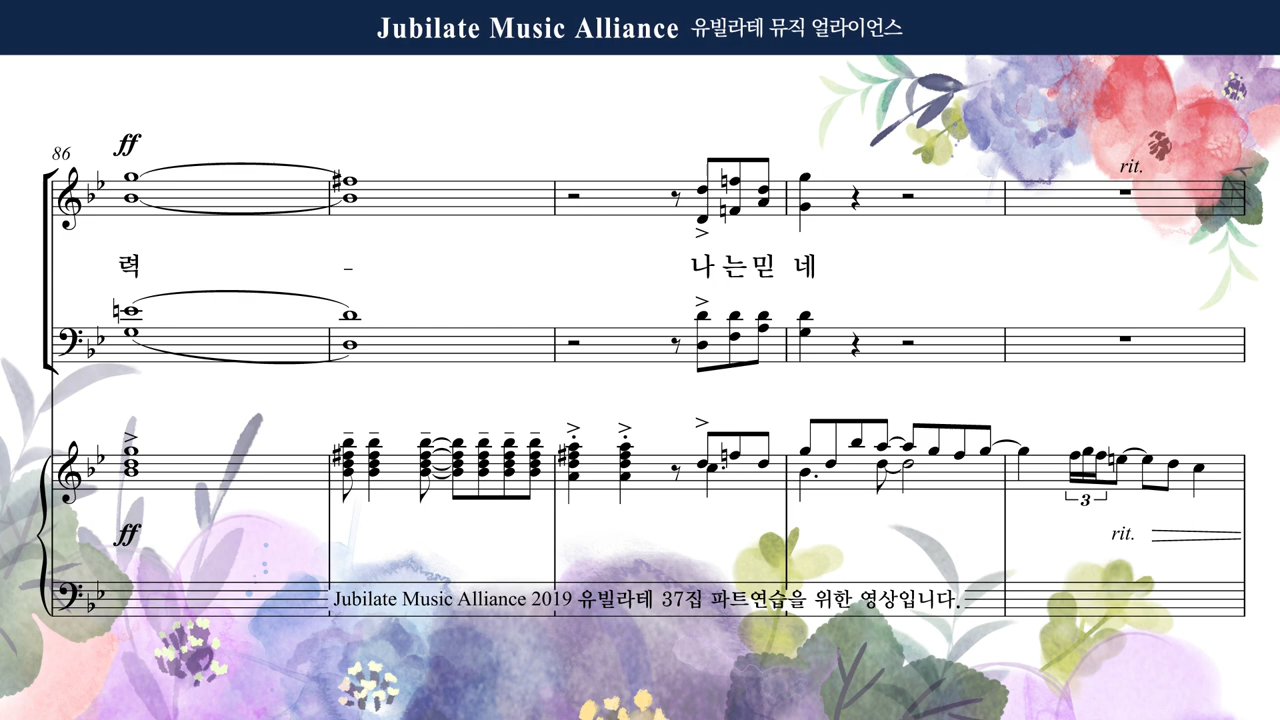 Jubilate Music Alliance 유빌라테 뮤직 얼라이언스
86
ff
rit.
력 - 나 는 믿 네
3
ff
rit.
Jubilate Music Alliance 2019 유빌라테 37집 파트연습을 위한 영상입니다.